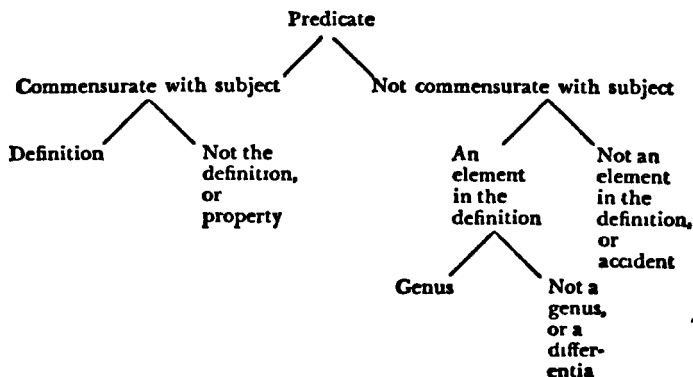 Predicate
Commensurate with subject
Not commensurate with subject
Definition
Not the
definition,
or
property
An
element
in the
definition
Not an
element
in the
definition,
or
accident
Genus
Not a
genus,
or a
differ-
entia